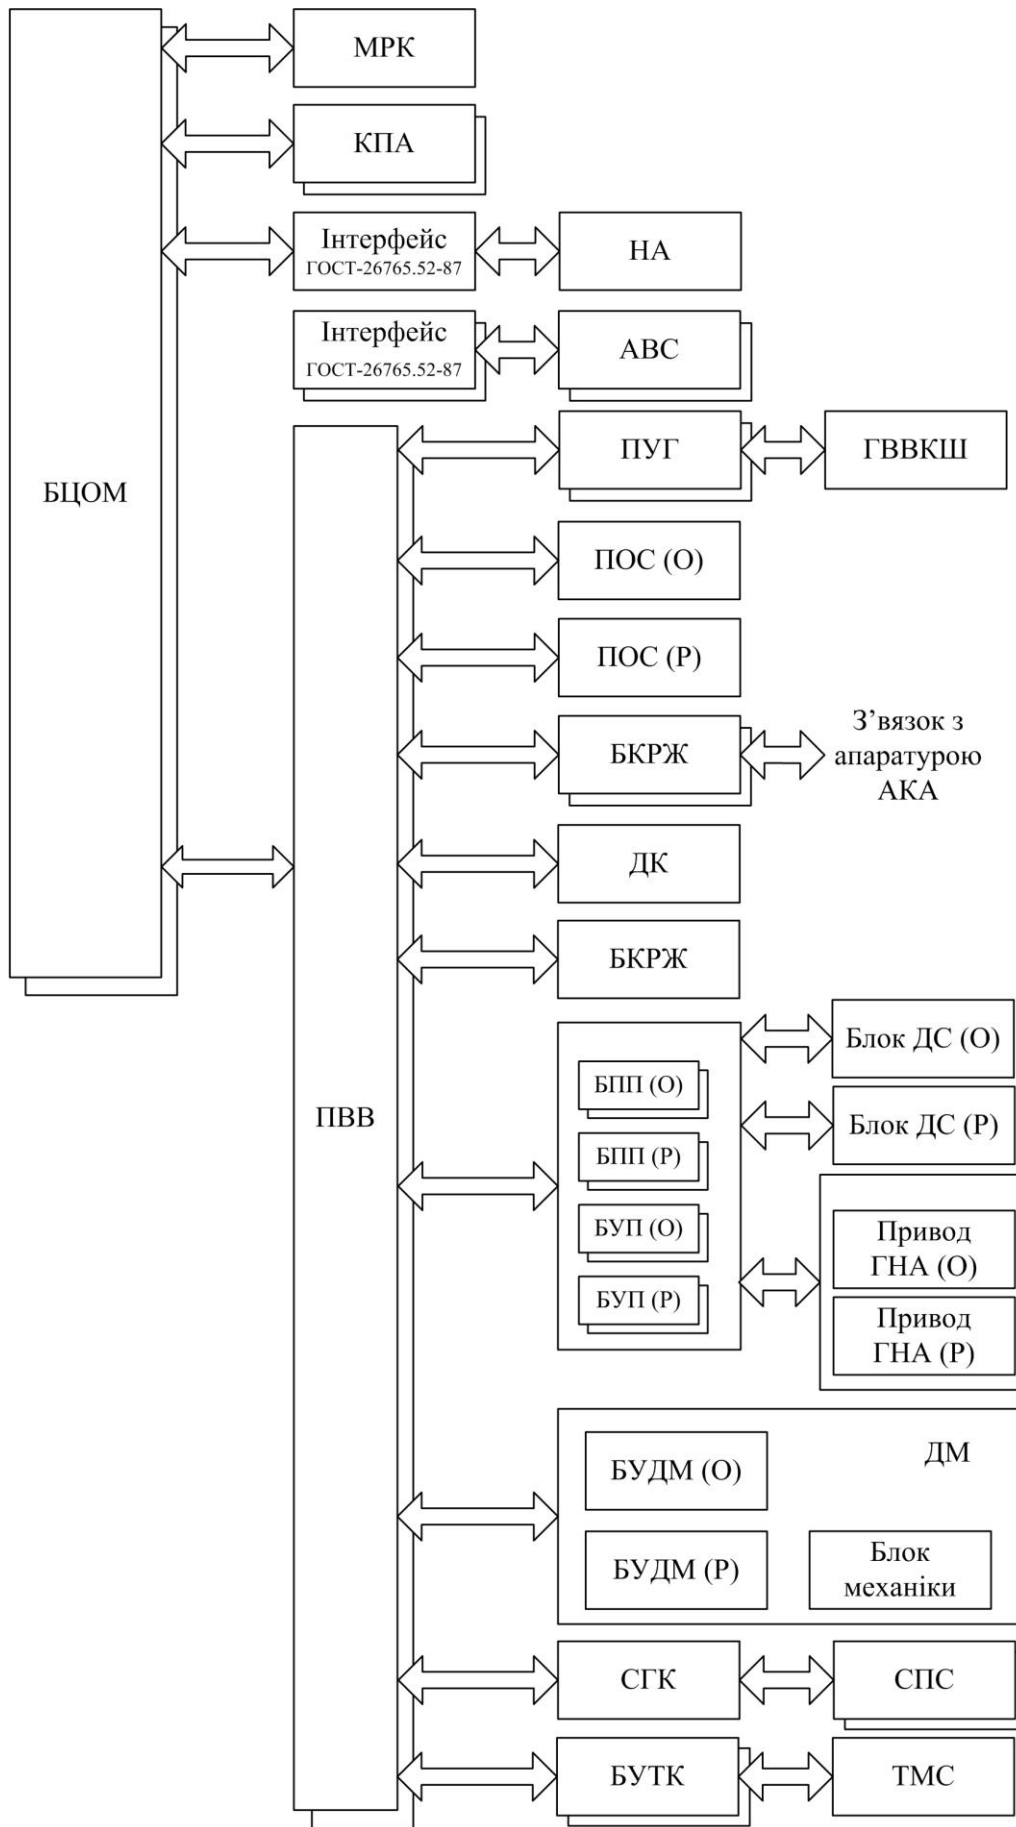 МРК
КПА
Інтерфейс
ГОСТ-26765.52-87
НА
Інтерфейс
ГОСТ-26765.52-87
АВС
ПУГ
ГВВКШ
БЦОМ
ПОС (О)
ПОС (Р)
БКРЖ
З’вязок з
апаратурою
АКА
ДК
БКРЖ
ПВВ
БПП (О)
БПП (Р)
БУП (О)
БУП (Р)
Блок ДС (О)
Блок ДС (Р)
Привод
ГНА (О)
Привод
ГНА (Р)
ДМ
БУДМ (О)
БУДМ (Р)
Блок
механіки
СГК
СПС
БУТК
ТМС